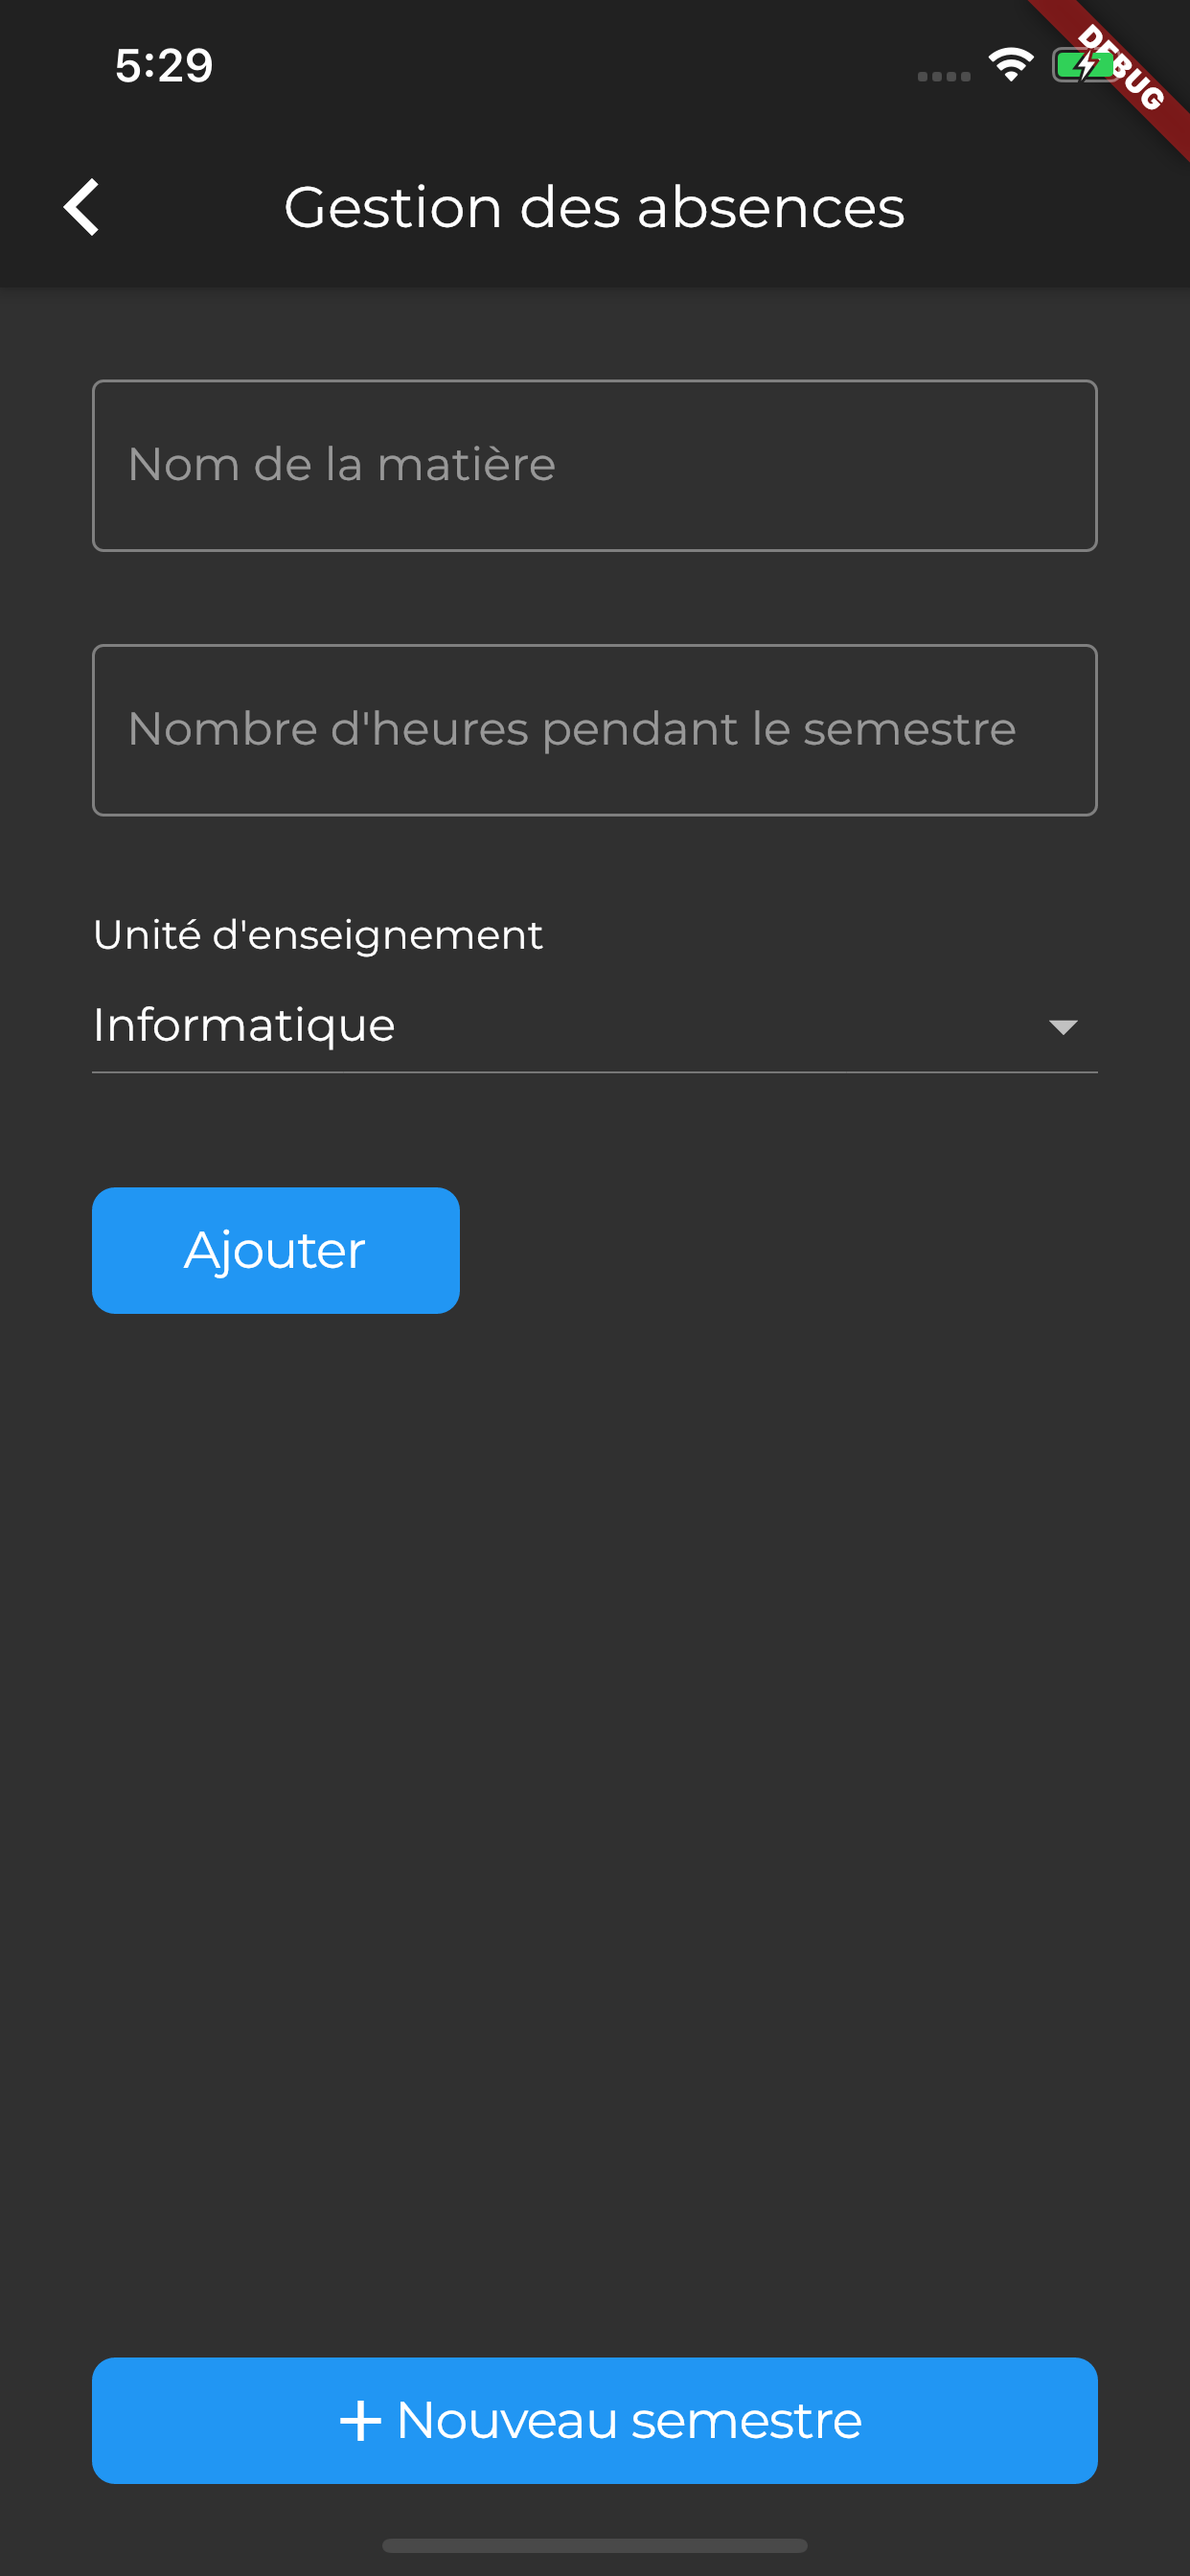 5:29
DEBUG
Gestion des absences
Nom de la matière
Nombre d'heures pendant le semestre
Unité d'enseignement
Informatique
Ajouter
+ Nouveau semestre